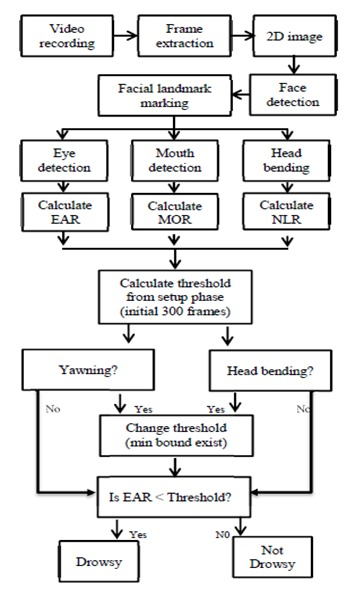 Video
recording
Frame
extraction
2D image
Face
detection
Facial landmark
marking
Eye
detection
Mouth
detection
Head
bending
Calculate
EAR
Calculate
MOR
Calculate
NLR
Calculate threshold
from setup phase
(initial 300 frames)
Yawning?
Head bending?
No
Yes
Yes
No
Change threshold
(min bound exist)
Is EAR < Threshold?
Yes
N0
Drowsy
Not
Drowsy